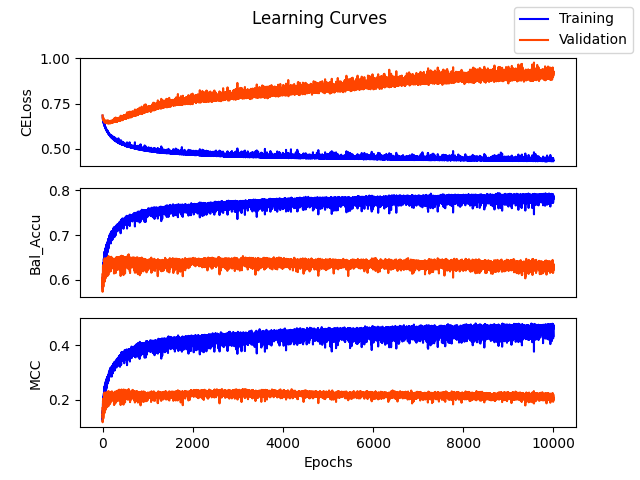 Learning Curves
Training
Validation
CELoss
1.00
0.75
0.50
Bal_Accu
0.8
0.7
0.6
MCC
0.4
0.2
0 2000 4000 6000 8000 10000
Epochs